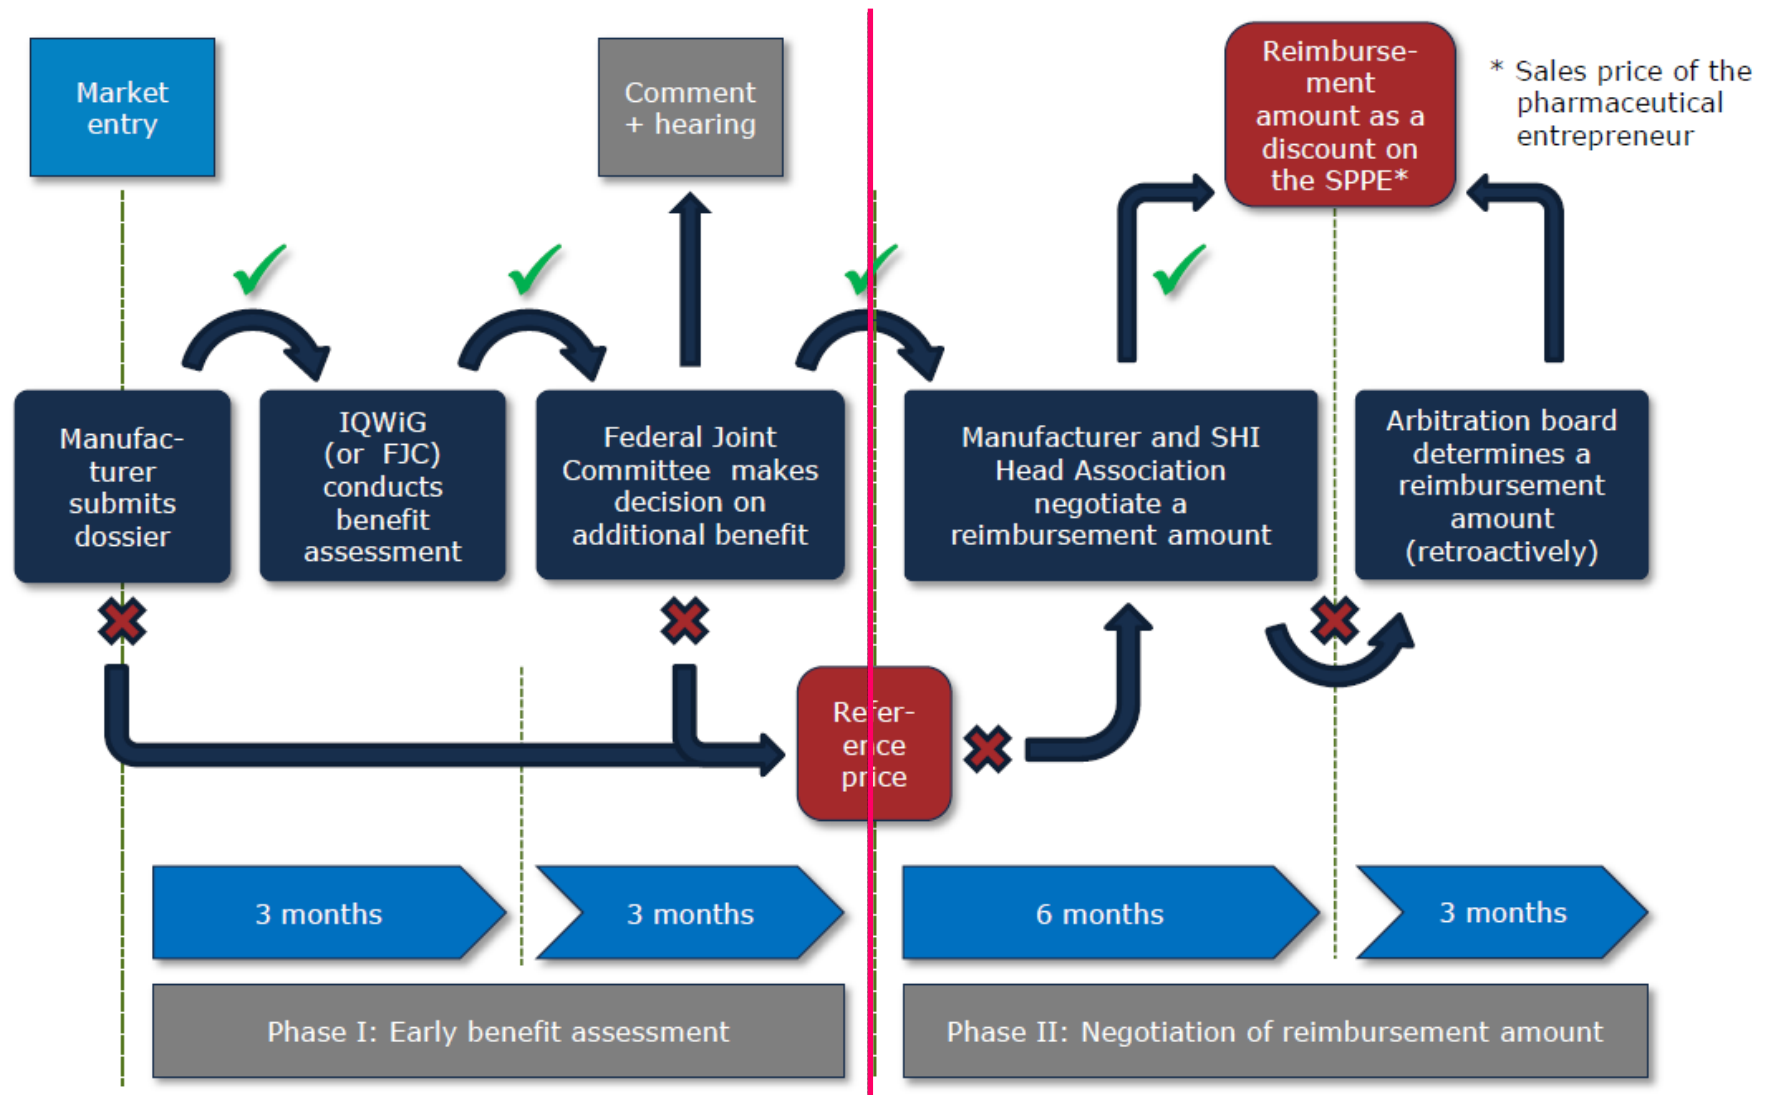 Market
entry
Comment
+ hearing
Reimburse-
ment
amount as a
discount on
the SPPE*
* Sales price of the
pharmaceutical
entrepreneur
Manufac-
turer
submits
dossier
IQWiG
(or FJC)
conducts
benefit
assessment
Federal Joint
Committee makes
decision on
additional benefit
Manufacturer and SHI
Head Association
negotiate a
reimbursement amount
Arbitration board
determines a
reimbursement
amount
(retroactively)
Refer-
ence
price
3 months
3 months
6 months
3 months
Phase I: Early benefit assessment
Phase II: Negotiation of reimbursement amount